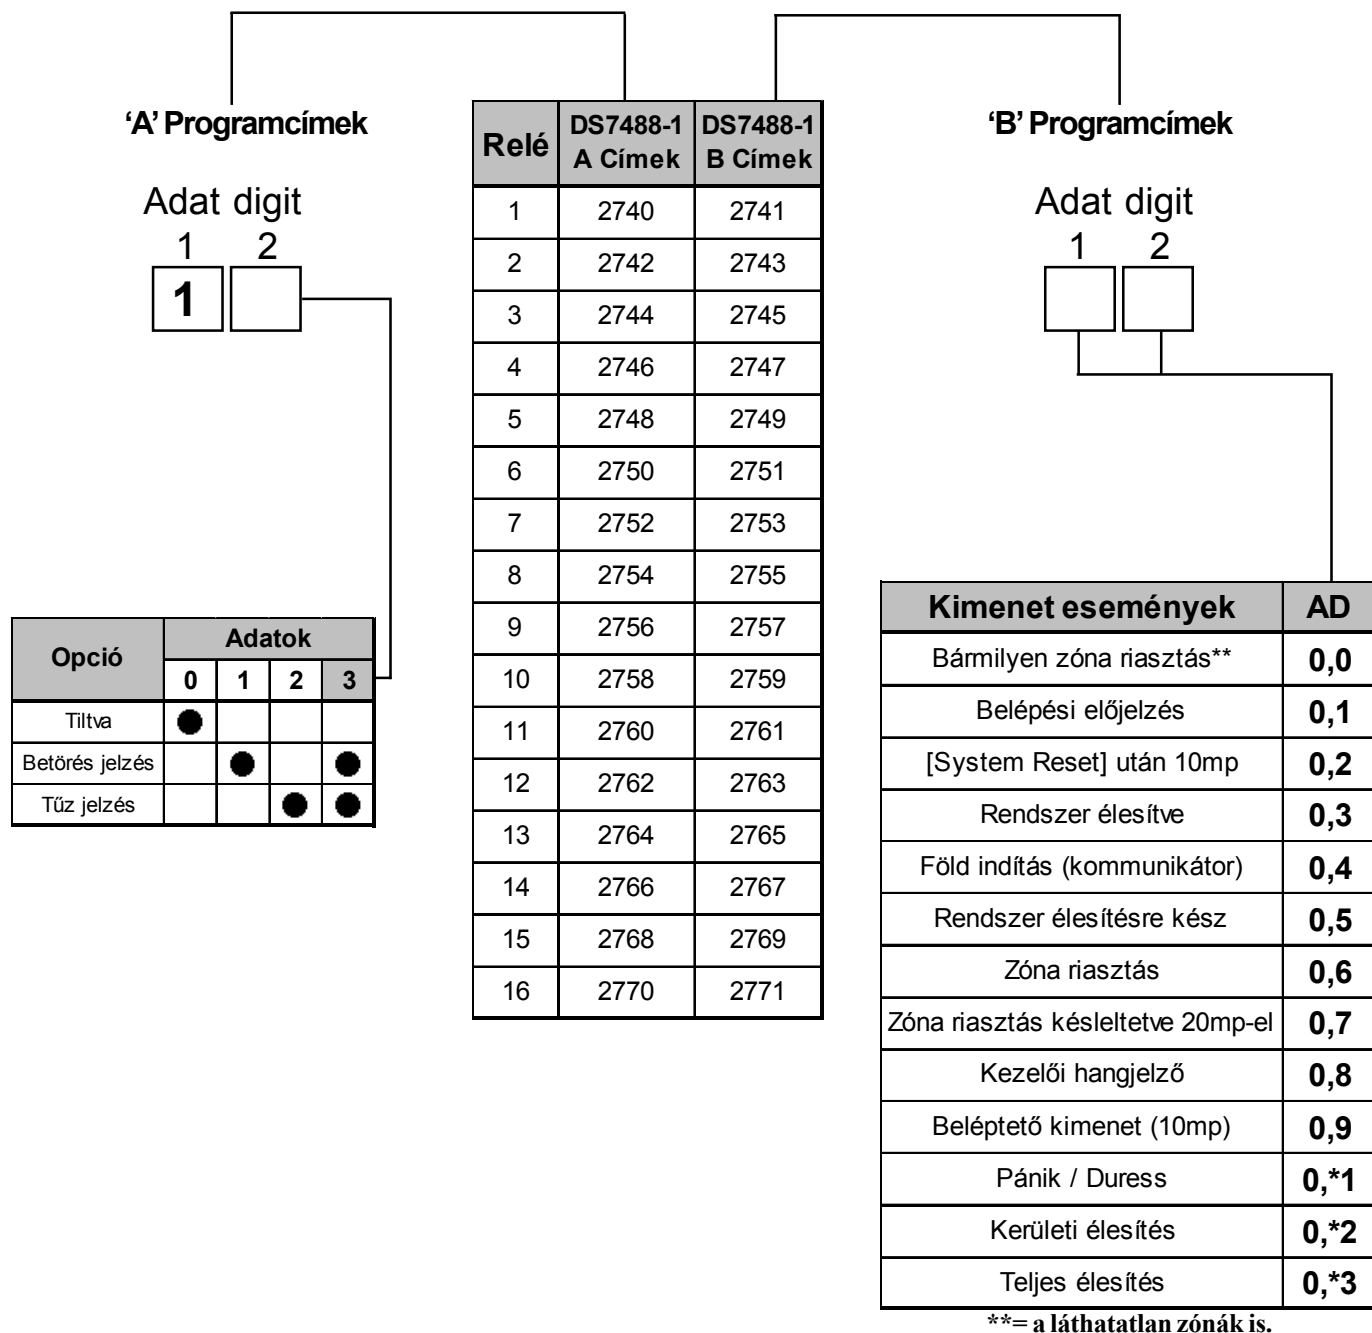 ‘A’ Programcímek
Adat digit
1 2
1
Relé DS7488-1 A Címek DS7488-1 B Címek
1 2740 2741
2 2742 2743
3 2744 2745
4 2746 2747
5 2748 2749
6 2750 2751
7 2752 2753
8 2754 2755
9 2756 2757
10 2758 2759
11 2760 2761
12 2762 2763
13 2764 2765
14 2766 2767
15 2768 2769
16 2770 2771
‘B’ Programcímek
Adat digit
1 2
Opció Adatok
0 1 2 3
Tiltva
Betörés jelzés
Tűz jelzés
Kimenet események AD
Bármilyen zóna riasztás** 0,0
Belépési előjelzés 0,1
[System Reset] után 10mp 0,2
Rendszer élesítve 0,3
Föld indítás (kommunikátor) 0,4
Rendszer élesítésre kész 0,5
Zóna riasztás 0,6
Zóna riasztás késleltetve 20mp-el 0,7
Kezelői hangjelző 0,8
Beléptető kimenet (10mp) 0,9
Pánik / Duress 0,*1
Kerületi élesítés 0,*2
Teljes élesítés 0,*3
**= a láthatatlan zónák is.